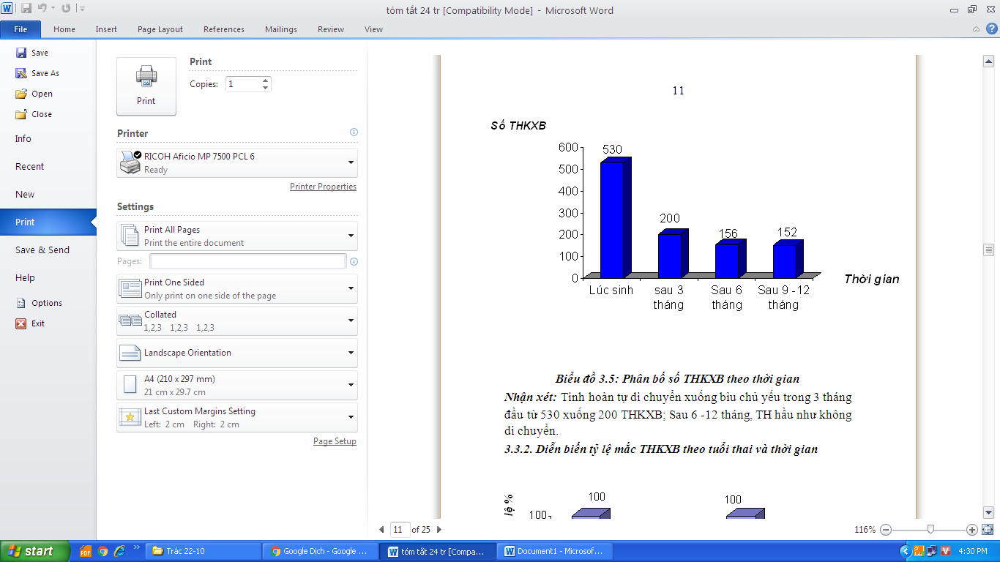 tóm tắt 24 tr [Compatibility Mode] - Microsoft Word
File Home Insert Page Layout References Mailings Review View
Save
Save As
Open
Close
Info
Recent
New
Print
Save & Send
Help
Options
Exit
Print
Print
Copies: 1
Printer
RICOH Aficio MP 7500 PCL 6
Ready
Printer Properties
Settings
Print All Pages
Print the entire document
Pages:
Print One Sided
Only print on one side of the page
Collated
1,2,3 1,2,3 1,2,3
Landscape Orientation
A4 (210 x 297 mm)
21 cm x 29.7 cm
Last Custom Margins Setting
Left: 2 cm Right: 2 cm
Page Setup
11
Số THKXB
600
500
400
300
200
100
0
530
200
156
152
Lúc sinh
sau 3 tháng
Sau 6 tháng
Sau 9 -12 tháng
Thời gian
Biểu đồ 3.5: Phân bố số THKXB theo thời gian
Nhận xét: Tinh hoàn tự di chuyển xuống bìu chủ yếu trong 3 tháng
đầu từ 530 xuống 200 THKXB; Sau 6 -12 tháng, TH hầu như không
di chuyển.
3.3.2. Diễn biến tỷ lệ mắc THKXB theo tuổi thai và thời gian
lệ %
100
100
100
11 of 25
116%
start
PDF
Trác 22-10
Google Dịch - Google ...
tóm tắt 24 tr [Compa...
Document1 - Microsof...
4:30 PM